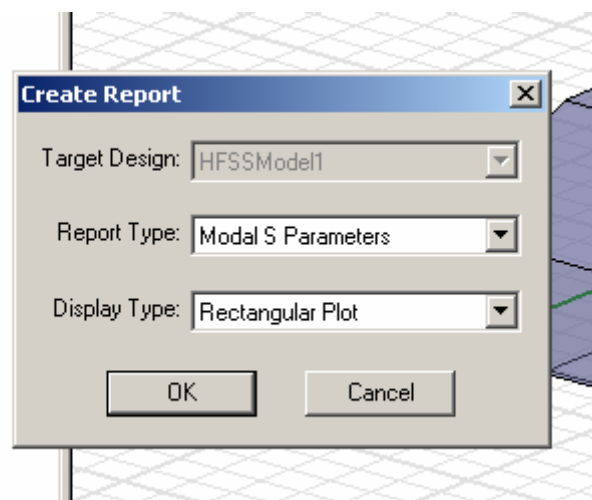 Create Report
Target Design: HFSSModel1
Report Type: Modal S Parameters
Display Type: Rectangular Plot
OK Cancel